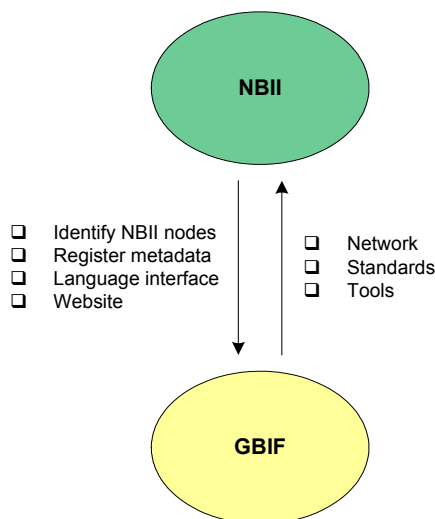 NBII
❑ Identify NBII nodes
❑ Register metadata
❑ Language interface
❑ Website
❑ Network
❑ Standards
❑ Tools
GBIF